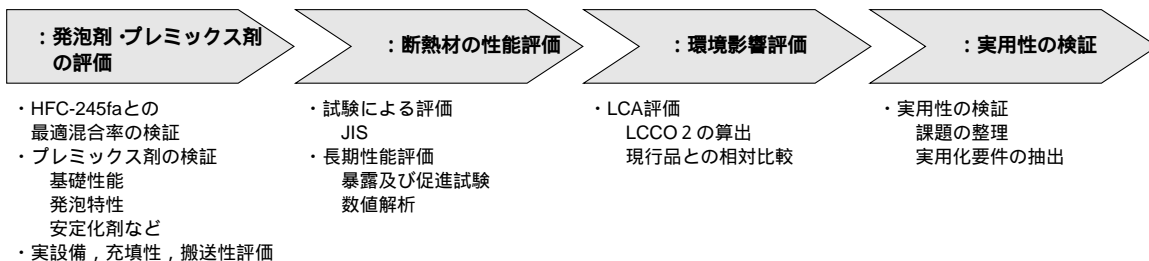 ：発泡剤・プレミックス剤
の評価
・HFC-245faとの
最適混合率の検証
・プレミックス剤の検証
基礎性能
発泡特性
安定化剤など
・実設備，充填性，搬送性評価
：断熱材の性能評価
・試験による評価
JIS
・長期性能評価
暴露及び促進試験
数値解析
：環境影響評価
・LCA評価
LCCO２の算出
現行品との相対比較
：実用性の検証
・実用性の検証
課題の整理
実用化要件の抽出